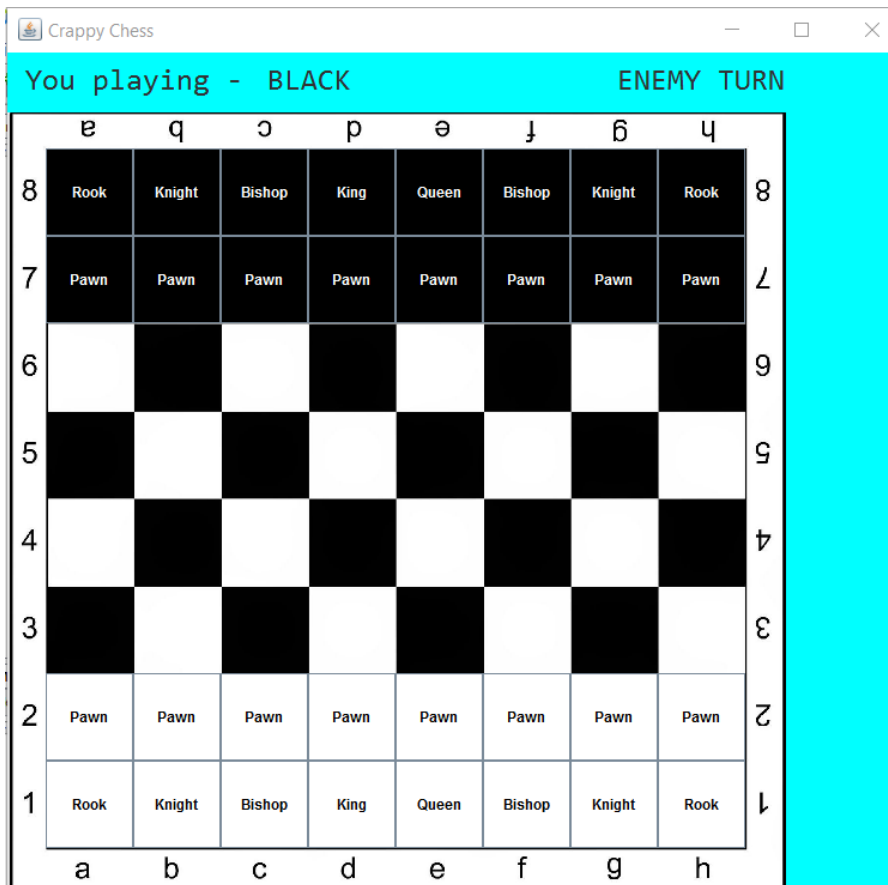 Crappy Chess
You playing - BLACK ENEMY TURN
a b c d e f g h
8 Rook Knight Bishop King Queen Bishop Knight Rook 8
7 Pawn Pawn Pawn Pawn Pawn Pawn Pawn Pawn 7
6 6
5 5
4 4
3 3
2 Pawn Pawn Pawn Pawn Pawn Pawn Pawn Pawn 2
1 Rook Knight Bishop King Queen Bishop Knight Rook 1
a b c d e f g h